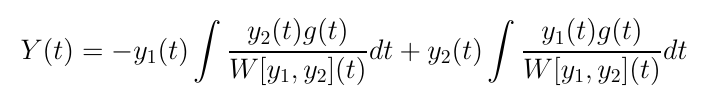 Y(t) = -y_1(t) \int \frac{y_2(t)g(t)}{W[y_1, y_2](t)} dt + y_2(t) \int \frac{y_1(t)g(t)}{W[y_1, y_2](t)} dt